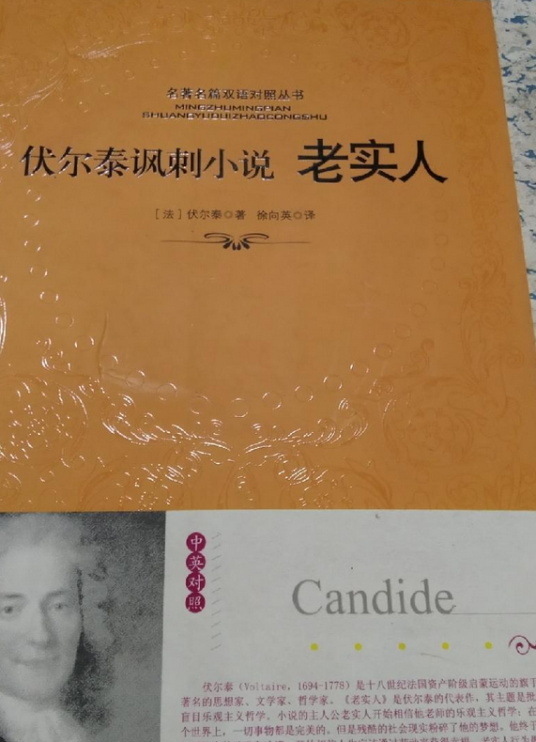 名著名篇双语对照丛书
MINGZHUMINGPIAN
SHUANGYUDUIZHAOCONGSHU
伏尔泰讽刺小说 老实人
［法］伏尔泰◎著 徐向英◎译
中英对照
Candide
伏尔泰（Voltaire, 1694-1778）是十八世纪法国资产阶级启蒙运动的旗
著名的思想家、文学家、哲学家。《老实人》是伏尔泰的代表作，其主题是批
盲目乐观主义哲学。小说的主人公老实人开始相信他老师的乐观主义哲学：在
个世界上，一切事物都是完美的。但是残酷的社会现实粉碎了他的梦想。他终